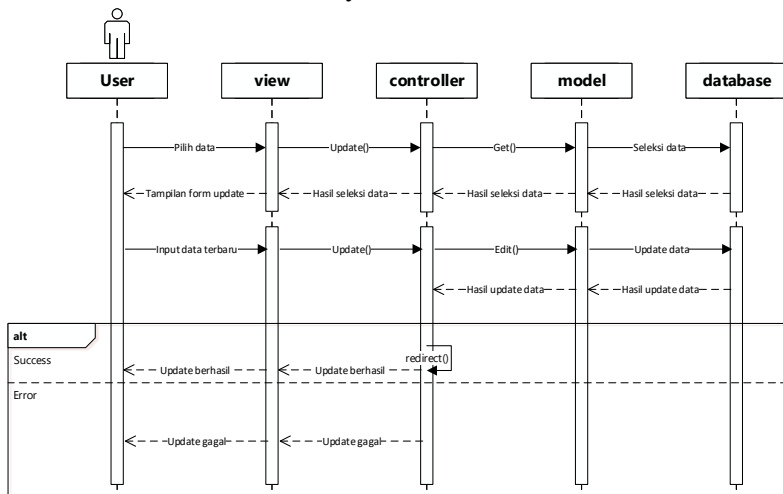 User view controller model database
Pilih data Update() Get() Seleksi data
Tampilan form update Hasil seleksi data Hasil seleksi data Hasil seleksi data
Input data terbaru Update() Edit() Update data
Hasil update data Hasil update data
alt
Success
redirect()
Update berhasil Update berhasil
Error
Update gagal Update gagal